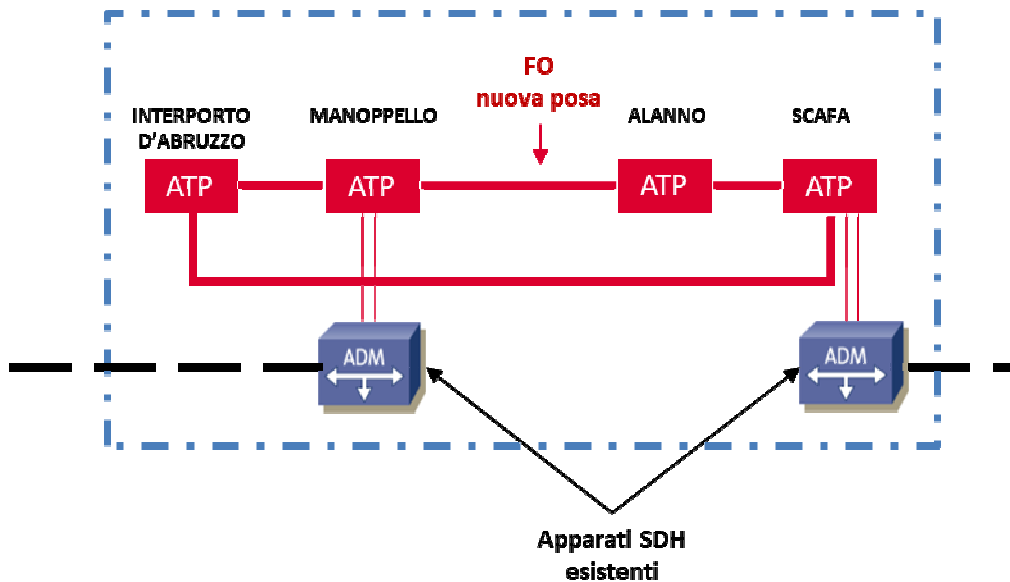 FO
nuova posa
INTERPORTO
D'ABRUZZO
MANOPPELLO
ALANNO
SCAFA
ATP
ATP
ATP
ATP
ADM
ADM
Apparati SDH
esistenti